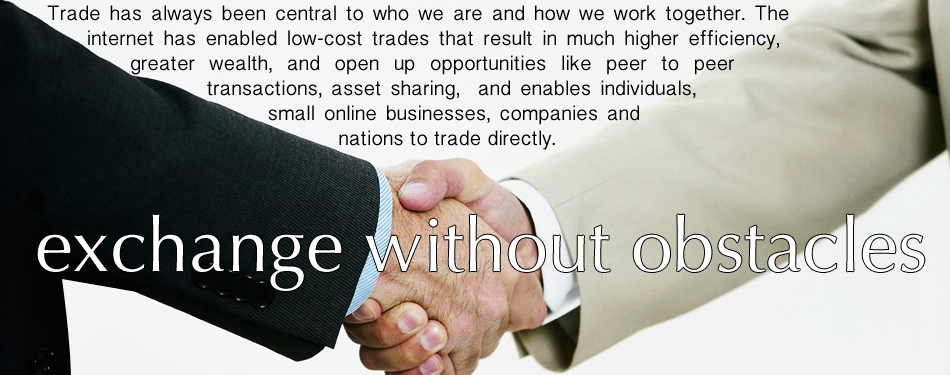 Trade has always been central to who we are and how we work together. The
internet has enabled low-cost trades that result in much higher efficiency,
greater wealth, and open up opportunities like peer to peer
transactions, asset sharing, and enables individuals,
small online businesses, companies and
nations to trade directly.
exchange without obstacles